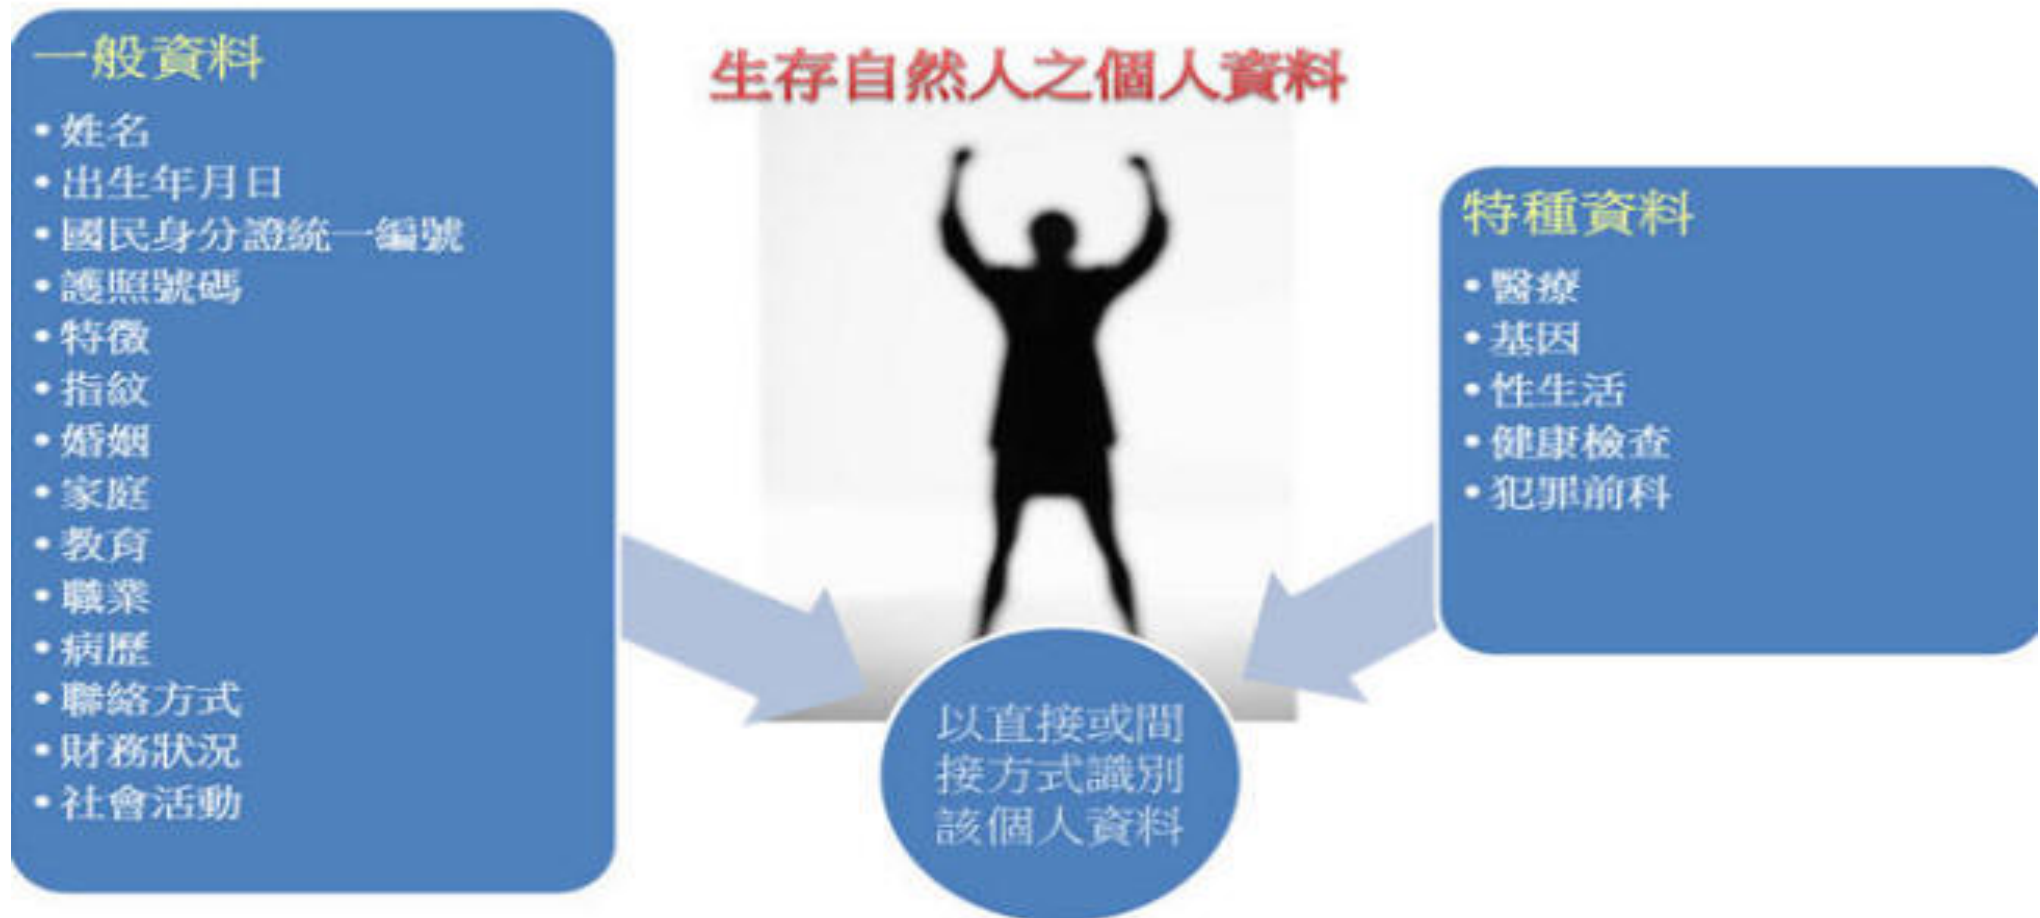 一般資料
•姓名
•出生年月日
•國民身分證統一編號
•護照號碼
•特徵
•指紋
•婚姻
•家庭
•教育
•職業
•病歷
•聯絡方式
•財務狀況
•社會活動
生存自然人之個人資料
特種資料
•醫療
•基因
•性生活
•健康檢查
•犯罪前科
以直接或間
接方式識別
該個人資料